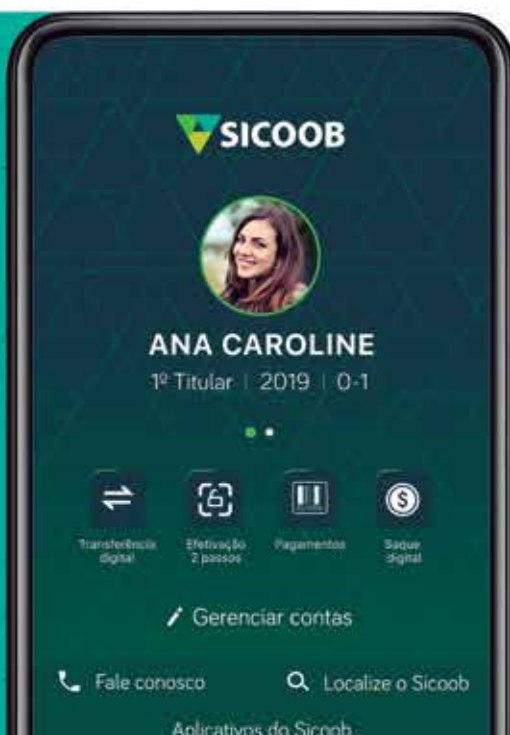 SICOOB
ANA CAROLINE
1º Titular | 2019 | 0-1
Transferência digital
Efetivação 2 passos
Pagamentos
Saque digital
Gerenciar contas
Fale conosco
Localize o Sicoob
Aplicativos do Sicoob